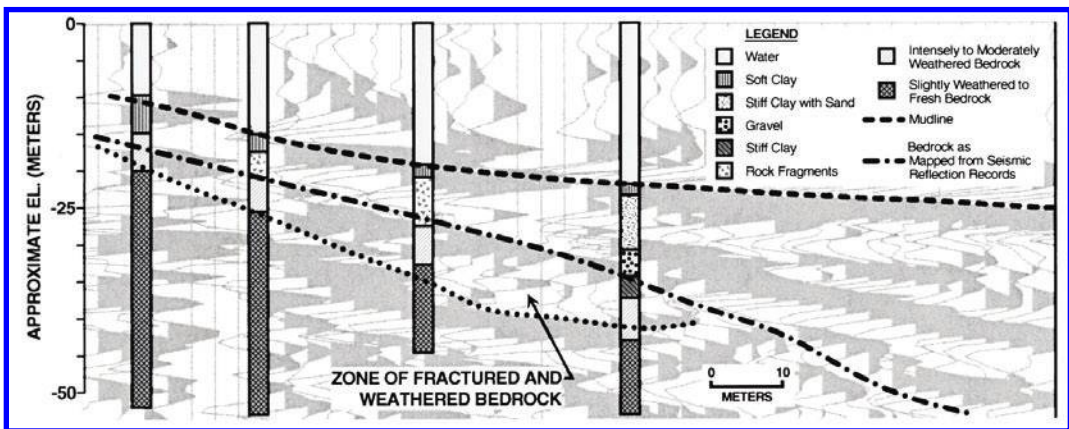 0
-25
-50
APPROXIMATE EL. (METERS)
LEGEND
Water
Soft Clay
Stiff Clay with Sand
Gravel
Stiff Clay
Rock Fragments
Intensely to Moderately
Weathered Bedrock
Slightly Weathered to
Fresh Bedrock
Mudline
Bedrock as
Mapped from Seismic
Reflection Records
ZONE OF FRACTURED AND
WEATHERED BEDROCK
0 10
METERS